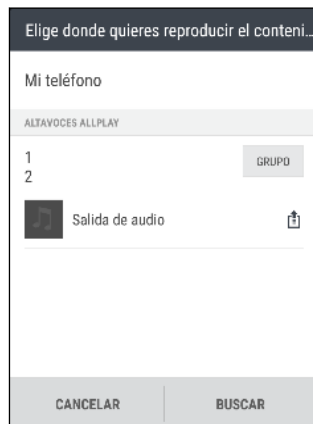 Elige donde quieres reproducir el conteni...
Mi teléfono
ALTAVOCES ALLPLAY
1
GRUPO
2
Salida de audio
CANCELAR
BUSCAR